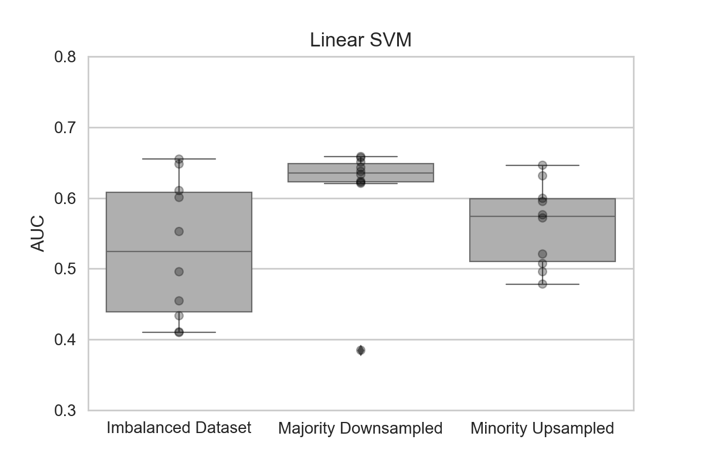 Linear SVM
0.8
0.7
0.6
0.5
0.4
0.3
AUC
Imbalanced Dataset
Majority Downsampled
Minority Upsampled